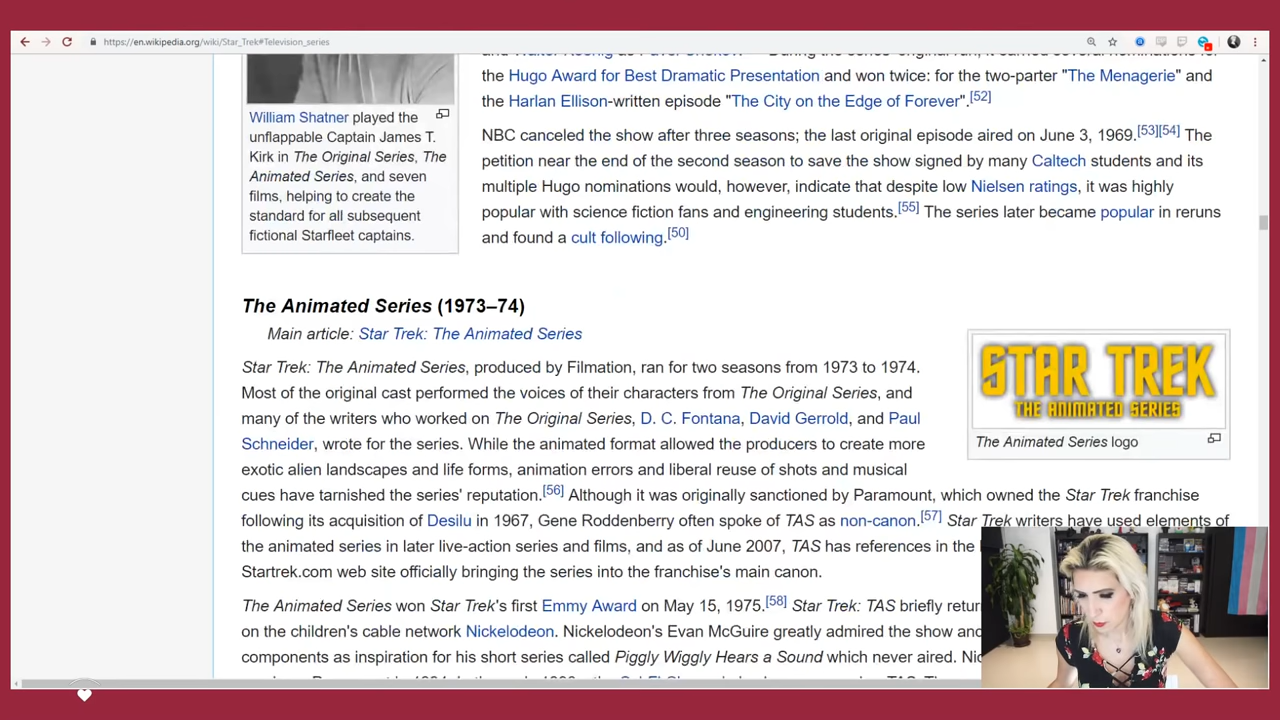 https://en.wikipedia.org/wiki/Star_Trek#Television_series
the Hugo Award for Best Dramatic Presentation and won twice: for the two-parter "The Menagerie" and
the Harlan Ellison-written episode "The City on the Edge of Forever".[52]
William Shatner played the
unflappable Captain James T.
Kirk in The Original Series, The
Animated Series, and seven
films, helping to create the
standard for all subsequent
fictional Starfleet captains.
NBC canceled the show after three seasons; the last original episode aired on June 3, 1969.[53][54] The
petition near the end of the second season to save the show signed by many Caltech students and its
multiple Hugo nominations would, however, indicate that despite low Nielsen ratings, it was highly
popular with science fiction fans and engineering students.[55] The series later became popular in reruns
and found a cult following.[50]
The Animated Series (1973–74)
Main article: Star Trek: The Animated Series
STAR TREK
THE ANIMATED SERIES
The Animated Series logo
Star Trek: The Animated Series, produced by Filmation, ran for two seasons from 1973 to 1974.
Most of the original cast performed the voices of their characters from The Original Series, and
many of the writers who worked on The Original Series, D. C. Fontana, David Gerrold, and Paul
Schneider, wrote for the series. While the animated format allowed the producers to create more
exotic alien landscapes and life forms, animation errors and liberal reuse of shots and musical
cues have tarnished the series' reputation.[56] Although it was originally sanctioned by Paramount, which owned the Star Trek franchise
following its acquisition of Desilu in 1967, Gene Roddenberry often spoke of TAS as non-canon.[57] Star Trek writers have used elements of
the animated series in later live-action series and films, and as of June 2007, TAS has references in the
Startrek.com web site officially bringing the series into the franchise's main canon.
The Animated Series won Star Trek's first Emmy Award on May 15, 1975.[58] Star Trek: TAS briefly
on the children's cable network Nickelodeon. Nickelodeon's Evan McGuire greatly admired the show and
components as inspiration for his short series called Piggly Wiggly Hears a Sound which never aired.